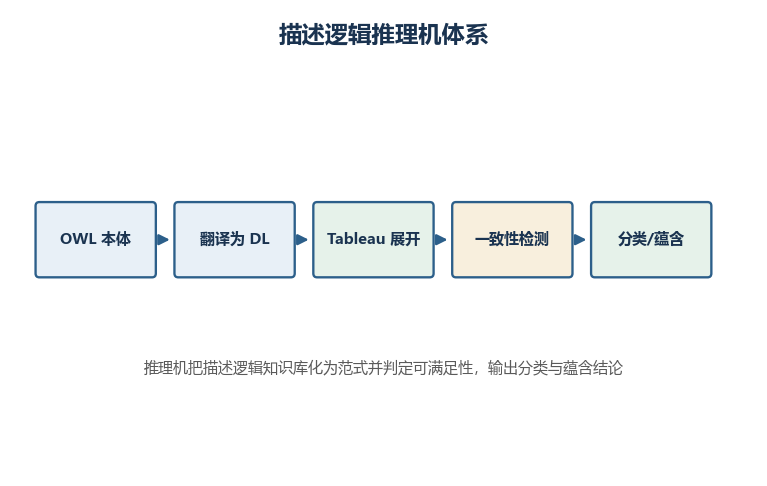 描述逻辑推理机体系
OWL 本体
翻译为 DL
Tableau 展开
一致性检测
分类/蕴含
推理机把描述逻辑知识库化为范式并判定可满足性，输出分类与蕴含结论